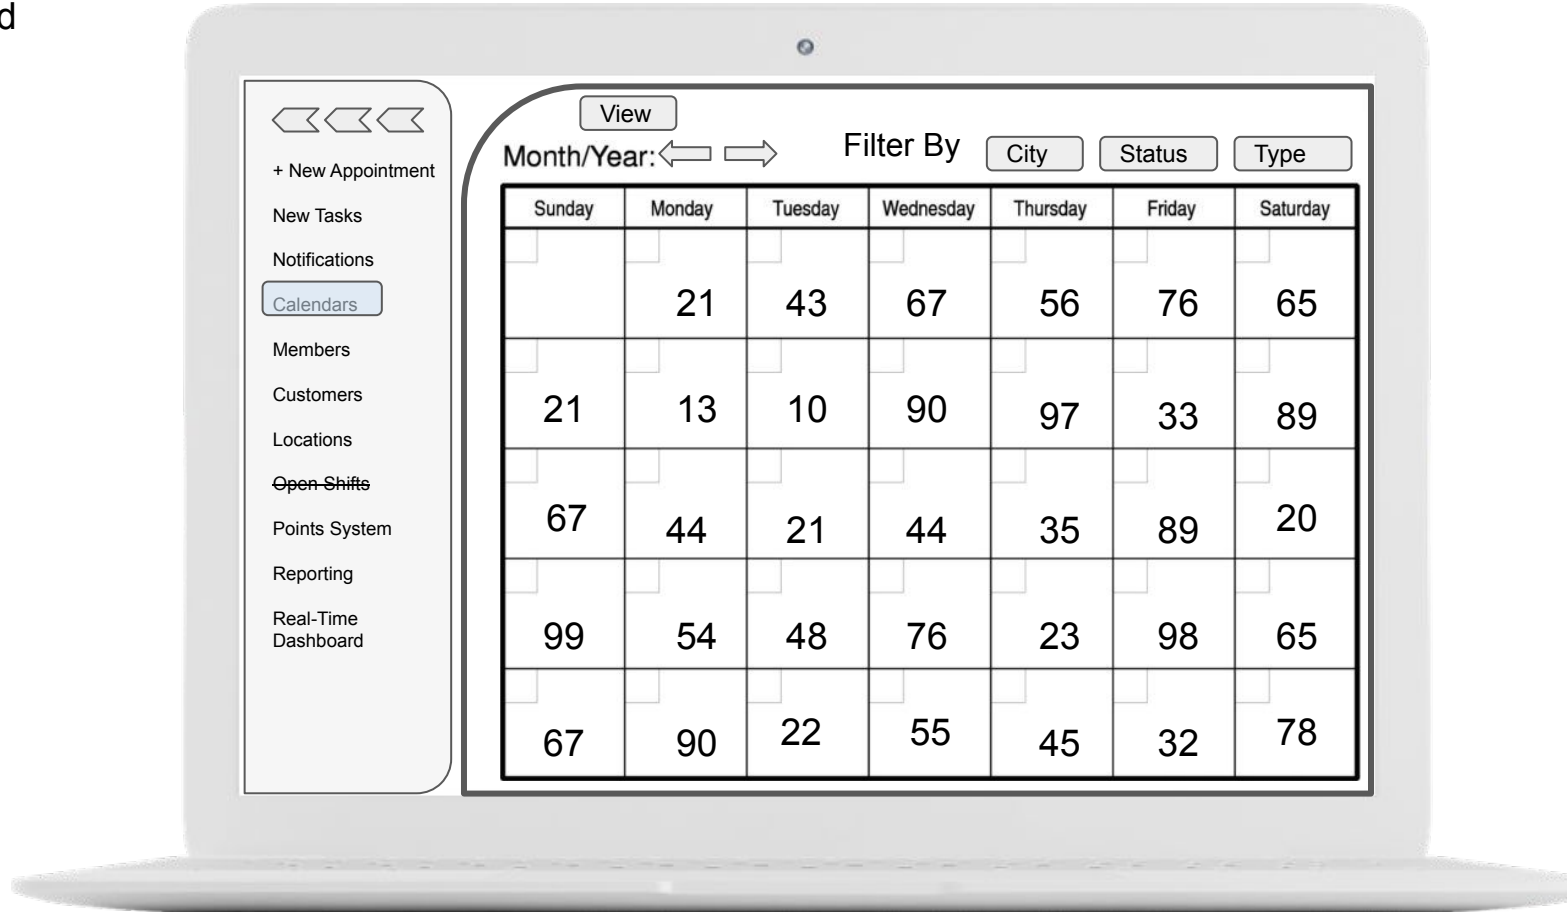 d
+ New Appointment
New Tasks
Notifications
Calendars
Members
Customers
Locations
Open Shifts
Points System
Reporting
Real-Time
Dashboard
View
Month/Year:
Filter By City Status Type
Sunday Monday Tuesday Wednesday Thursday Friday Saturday
21 43 67 56 76 65
21 13 10 90 97 33 89
67 44 21 44 35 89 20
99 54 48 76 23 98 65
67 90 22 55 45 32 78